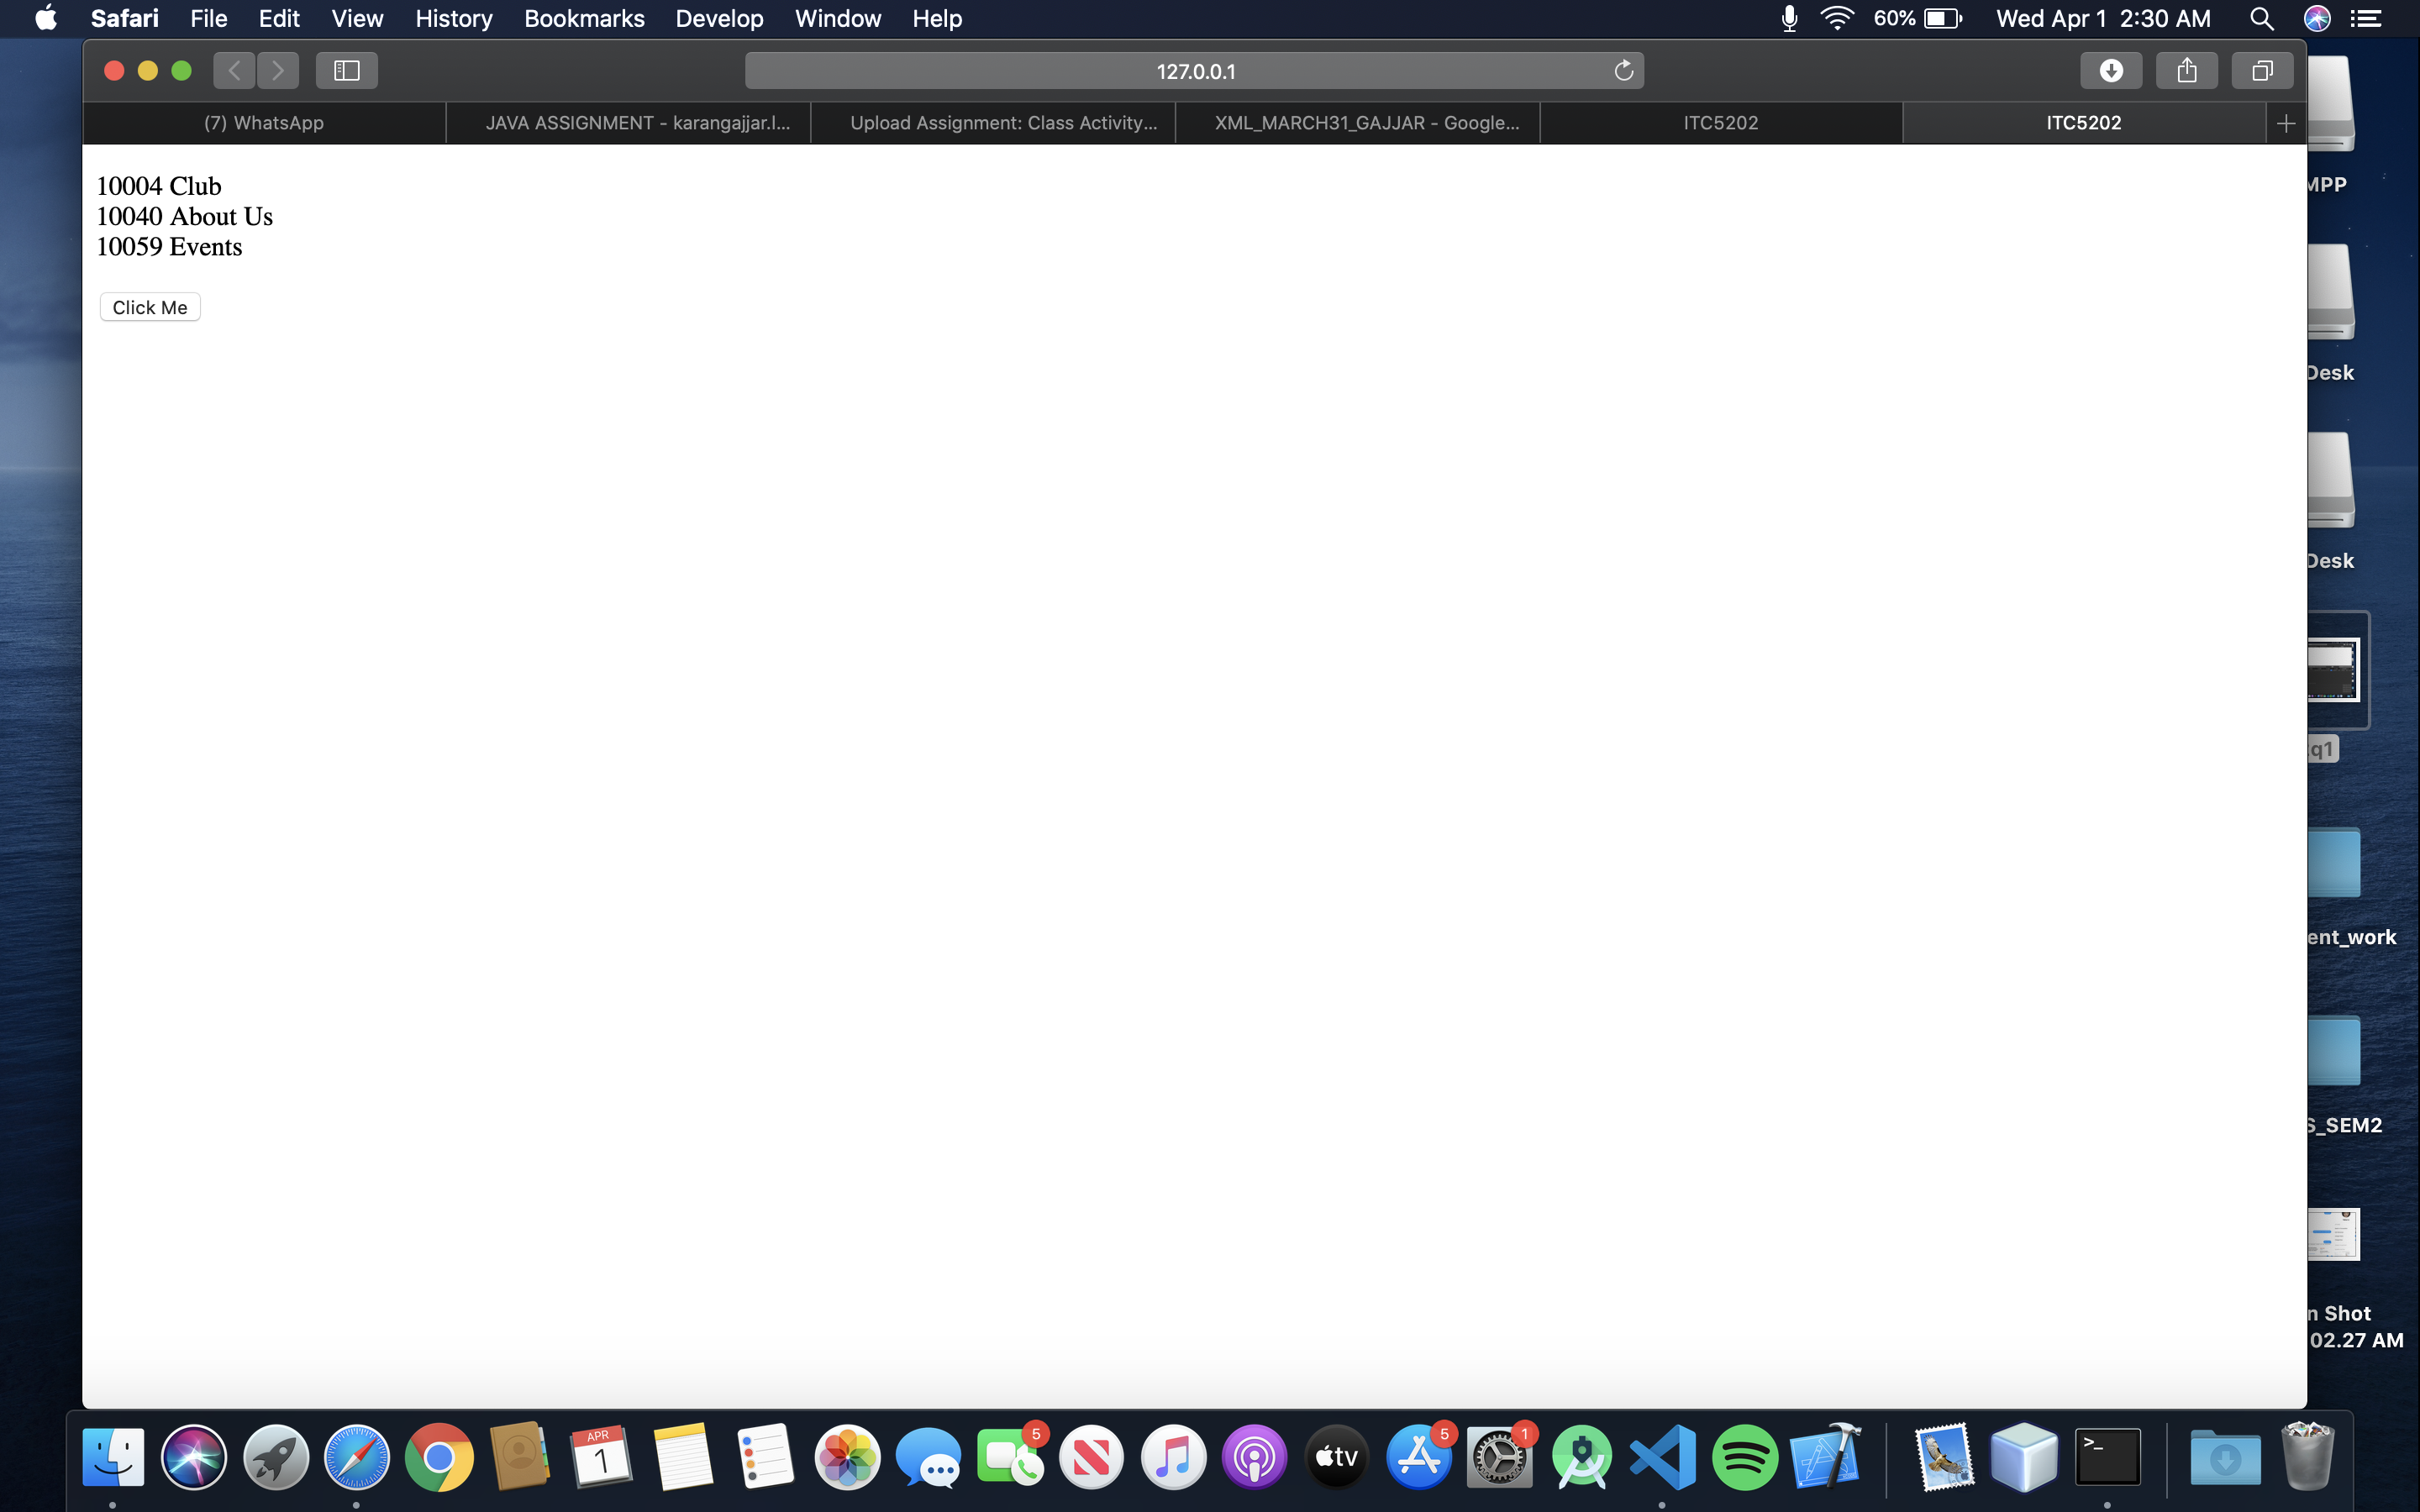 Safari File Edit View History Bookmarks Develop Window Help 60% Wed Apr 1 2:30 AM
127.0.0.1
(7) WhatsApp JAVA ASSIGNMENT - karangajjar.l... Upload Assignment: Class Activity... XML_MARCH31_GAJJAR - Google... ITC5202 ITC5202
10004 Club
10040 About Us
10059 Events
Click Me
MPP
Desk
Desk
q1
ent_work
S_SEM2
n Shot
02.27 AM
APR
1
5
tv
5
1
>_